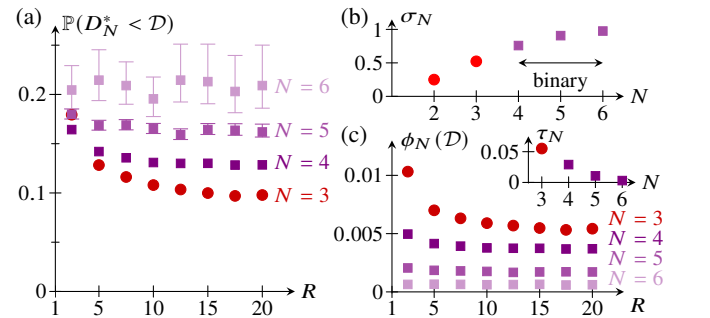 (a) ℙ(D*_N < 𝒟)
0.2
0.1
0
N = 6
N = 5
N = 4
N = 3
1 5 10 15 20 R
(b) σ_N
1
0.5
0
binary
2 3 4 5 6 N
(c) ϕ_N(𝒟)
0.01
0.005
0
τ_N
0.05
0
3 4 5 6 N
N = 3
N = 4
N = 5
N = 6
1 5 10 15 20 R